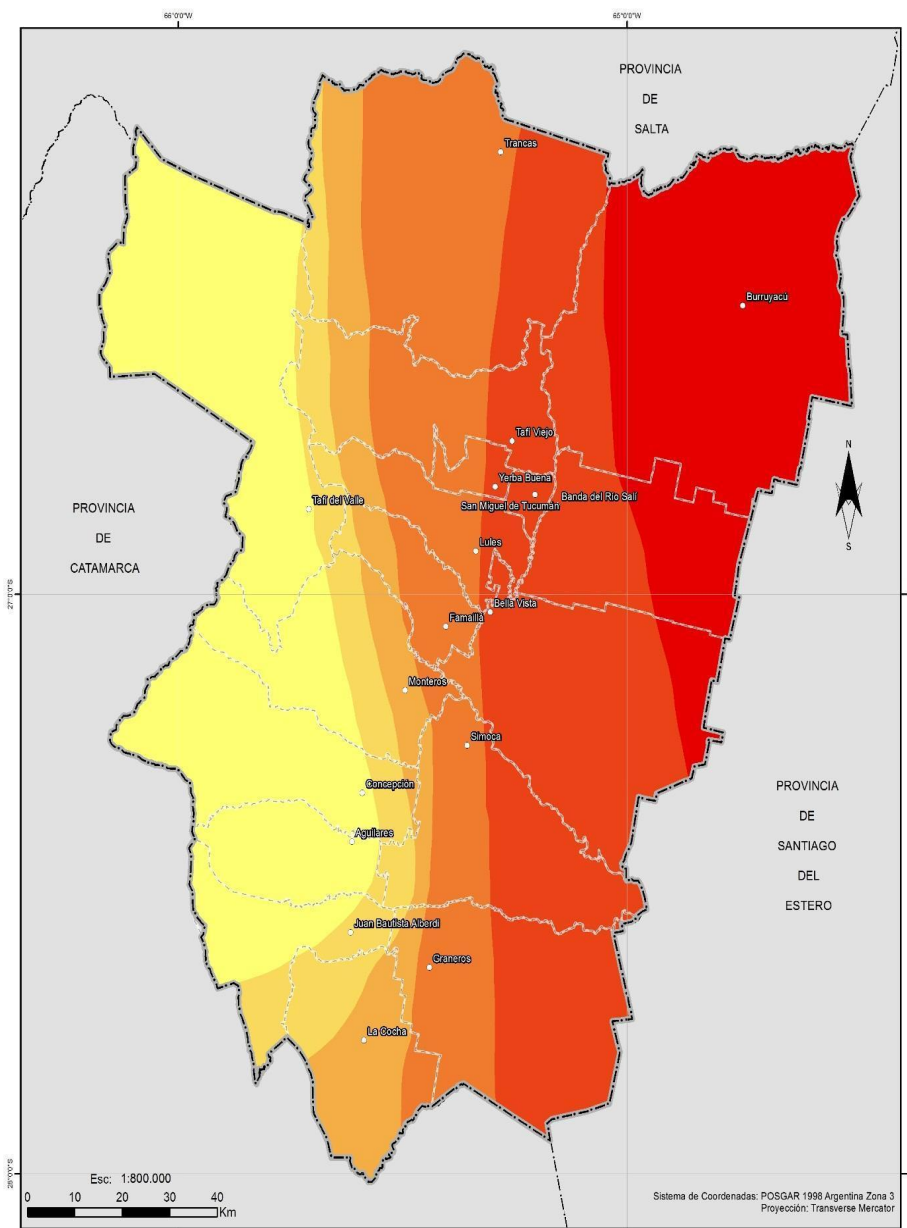 66°0'0"W
65°0'0"W
PROVINCIA
DE
SALTA
Trancas
Burruyacú
Tafí Viejo
Yerba Buena
Banda del Río Salí
San Miguel de Tucumán
Tafí del Valle
PROVINCIA
DE
CATAMARCA
N
S
Lules
27°0'0"S
Bella Vista
Famaillá
Monteros
Simoca
Concepción
PROVINCIA
DE
SANTIAGO
DEL
ESTERO
Aguilares
Juan Bautista Alberdi
Graneros
La Cocha
28°0'0"S
Esc: 1:800.000
0 10 20 30 40
Km
Sistema de Coordenadas: POSGAR 1998 Argentina Zona 3
Proyección: Transverse Mercator